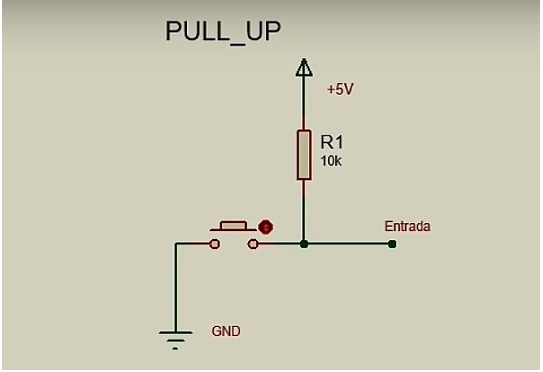 PULL_UP
+5V
R1
10k
Entrada
GND